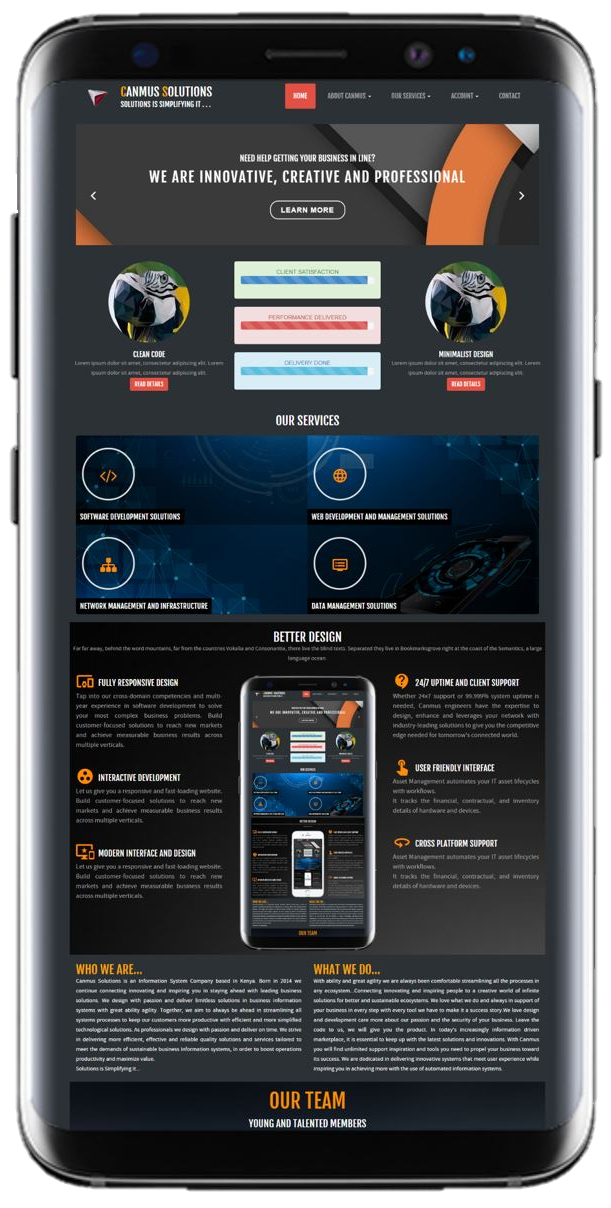 CANMUS SOLUTIONS
SOLUTIONS IS SIMPLIFYING IT . . .
HOME
ABOUT CANMUS
OUR SERVICES
ACCOUNT
CONTACT
NEED HELP GETTING YOUR BUSINESS IN LINE?
WE ARE INNOVATIVE, CREATIVE AND PROFESSIONAL
LEARN MORE
CLIENT SATISFACTION
PERFORMANCE DELIVERED
DELIVERY DONE
CLEAN CODE
Lorem ipsum dolor sit amet, consectetur adipiscing elit. Lorem
ipsum dolor sit amet, consectetur adipiscing elit.
READ DETAILS
MINIMALIST DESIGN
Lorem ipsum dolor sit amet, consectetur adipiscing elit. Lorem
ipsum dolor sit amet, consectetur adipiscing elit.
READ DETAILS
OUR SERVICES
SOFTWARE DEVELOPMENT SOLUTIONS
WEB DEVELOPMENT AND MANAGEMENT SOLUTIONS
NETWORK MANAGEMENT AND INFRASTRUCTURE
DATA MANAGEMENT SOLUTIONS
BETTER DESIGN
Far far away, behind the word mountains, far from the countries Vokalia and Consonantia, there live the blind texts. Separated they live in Bookmarksgrove right at the coast of the Semantics, a large
language ocean
FULLY RESPONSIVE DESIGN
Tap into our cross-domain competencies and multi-
year experience in software development to solve
your most complex business problems. Build
customer-focused solutions to reach new markets
and achieve measurable business results across
multiple verticals.
INTERACTIVE DEVELOPMENT
Let us give you a responsive and fast-loading website.
Build customer-focused solutions to reach new
markets and achieve measurable business results
across multiple verticals.
MODERN INTERFACE AND DESIGN
Let us give you a responsive and fast-loading website.
Build customer-focused solutions to reach new
markets and achieve measurable business results
across multiple verticals.
24/7 UPTIME AND CLIENT SUPPORT
Whether 24x7 support or 99.999% system uptime is
needed, Canmus engineers have the expertise to
design, enhance and leverages your network with
industry-leading solutions to give you the competitive
edge needed for tomorrow's connected world.
USER FRIENDLY INTERFACE
Asset Management automates your IT asset lifecycles
with workflows.
It tracks the financial, contractual, and inventory
details of hardware and devices.
CROSS PLATFORM SUPPORT
Asset Management automates your IT asset lifecycles
with workflows.
It tracks the financial, contractual, and inventory
details of hardware and devices.
WHO WE ARE...
Canmus Solutions is an Information System Company based in Kenya. Born in 2014 we
continue connecting innovating and inspiring you in staying ahead with leading business
solutions. We design with passion and deliver limitless solutions in business information
systems with great ability agility. Together, we aim to always be ahead in streamlining all
systems processes to keep our customers more productive with efficient and more simplified
technological solutions. As professionals we design with passion and deliver on time. We strive
in delivering more efficient, effective and reliable quality solutions and services tailored to
meet the demands of sustainable business information systems, in order to boost operations
productivity and maximize value.
Solutions is Simplifying it...
WHAT WE DO...
With ability and great agility we are always been comfortable streamlining all the processes in
any ecosystem..Connecting innovating and inspiring people to a creative world of infinite
solutions for better and sustainable ecosystems. We love what we do and always in support of
your business in every step with every tool we have to make it a success story.We love design
and development care more about our passion and the security of your business. Leave the
code to us, we will give you the product. In today's increasingly information driven
marketplace, it is essential to keep up with the latest solutions and innovations. With Canmus
you will find unlimited support inspiration and tools you need to propel your business toward
its success. We are dedicated in delivering innovative systems that meet user experience while
inspiring you in achieving more with the use of automated information systems.
OUR TEAM
YOUNG AND TALENTED MEMBERS